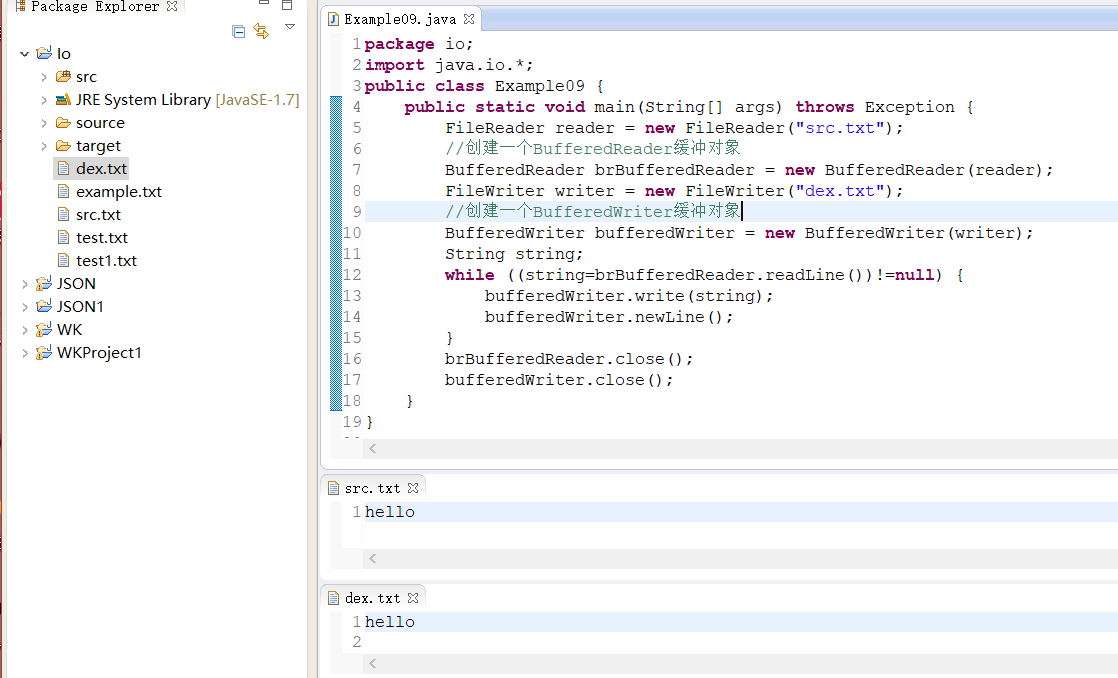 Package Explorer
Io
src
JRE System Library [JavaSE-1.7]
source
target
dex.txt
example.txt
src.txt
test.txt
test1.txt
JSON
JSON1
WK
WKProject1
Example09.java
1 package io;
2 import java.io.*;
3 public class Example09 {
4     public static void main(String[] args) throws Exception {
5         FileReader reader = new FileReader("src.txt");
6         //创建一个BufferedReader缓冲对象
7         BufferedReader brBufferedReader = new BufferedReader(reader);
8         FileWriter writer = new FileWriter("dex.txt");
9         //创建一个BufferedWriter缓冲对象
10         BufferedWriter bufferedWriter = new BufferedWriter(writer);
11         String string;
12         while ((string=brBufferedReader.readLine())!=null) {
13             bufferedWriter.write(string);
14             bufferedWriter.newLine();
15         }
16         brBufferedReader.close();
17         bufferedWriter.close();
18     }
19 }
src.txt
1 hello
dex.txt
1 hello
2